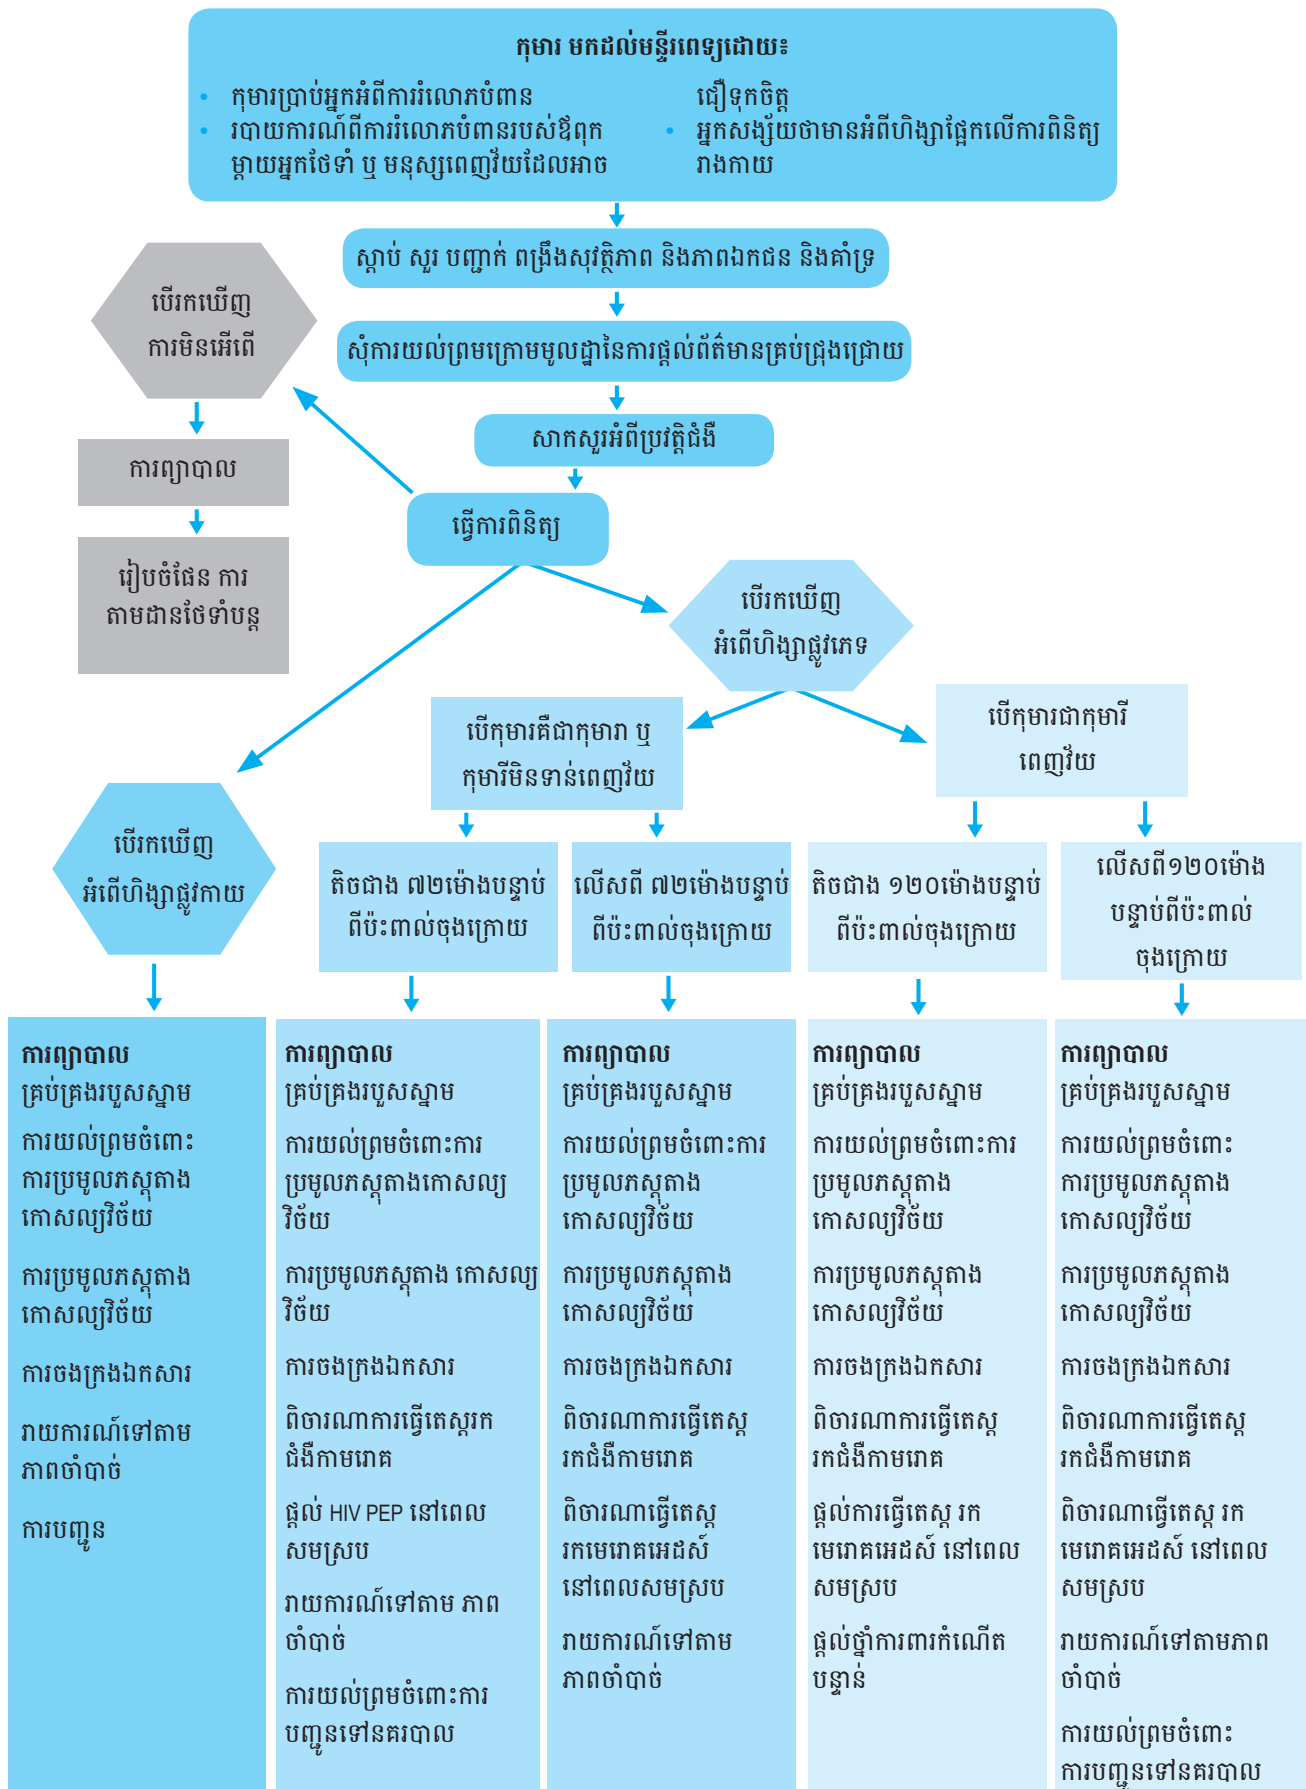 កុមារ មកដល់មន្ទីរពេទ្យដោយ៖
• កុមារប្រាប់អ្នកអំពីការរំលោភបំពាន
• របាយការណ៍ពីការរំលោភបំពានរបស់ឪពុក
ម្តាយអ្នកថែទាំ ឬ មនុស្សពេញវ័យដែលអាច
ជឿទុកចិត្ត
• អ្នកសង្ស័យថាមានអំពីហិង្សាផ្អែកលើការពិនិត្យ
រាងកាយ
ស្តាប់ សួរ បញ្ជាក់ ពង្រឹងសុវត្ថិភាព និងភាពឯកជន និងគាំទ្រ
សុំការយល់ព្រមក្រោមមូលដ្ឋាននៃការផ្តល់ព័ត៌មានគ្រប់ជ្រុងជ្រោយ
សាកសួរអំពីប្រវត្តិជំងឺ
ធ្វើការពិនិត្យ
បើរកឃើញ
ការមិនអើពើ
ការព្យាបាល
រៀបចំផែន ការ
តាមដានថែទាំបន្ត
បើរកឃើញ
អំពើហិង្សាផ្លូវភេទ
បើកុមារគឺជាកុមារា ឬ
កុមារីមិនទាន់ពេញវ័យ
បើកុមារជាកុមារី
ពេញវ័យ
បើរកឃើញ
អំពើហិង្សាផ្លូវកាយ
តិចជាង ៧២ម៉ោងបន្ទាប់
ពីប៉ះពាល់ចុងក្រោយ
លើសពី ៧២ម៉ោងបន្ទាប់
ពីប៉ះពាល់ចុងក្រោយ
តិចជាង ១២០ម៉ោងបន្ទាប់
ពីប៉ះពាល់ចុងក្រោយ
លើសពី១២០ម៉ោង
បន្ទាប់ពីប៉ះពាល់
ចុងក្រោយ
ការព្យាបាល
គ្រប់គ្រងរបួសស្នាម
ការយល់ព្រមចំពោះ
ការប្រមូលភស្តុតាង
កោសល្យវិច័យ
ការប្រមូលភស្តុតាង
កោសល្យវិច័យ
ការចងក្រងឯកសារ
រាយការណ៍ទៅតាម
ភាពចាំបាច់
ការបញ្ជូន
ការព្យាបាល
គ្រប់គ្រងរបួសស្នាម
ការយល់ព្រមចំពោះការ
ប្រមូលភស្តុតាងកោសល្យ
វិច័យ
ការប្រមូលភស្តុតាង កោសល្យ
វិច័យ
ការចងក្រងឯកសារ
ពិចារណាការធ្វើតេស្តរក
ជំងឺកាមរោគ
ផ្តល់ HIV PEP នៅពេល
សមស្រប
រាយការណ៍ទៅតាម ភាព
ចាំបាច់
ការយល់ព្រមចំពោះការ
បញ្ជូនទៅនគរបាល
ការព្យាបាល
គ្រប់គ្រងរបួសស្នាម
ការយល់ព្រមចំពោះការ
ប្រមូលភស្តុតាង
កោសល្យវិច័យ
ការប្រមូលភស្តុតាង
កោសល្យវិច័យ
ការចងក្រងឯកសារ
ពិចារណាការធ្វើតេស្ត
រកជំងឺកាមរោគ
ពិចារណាធ្វើតេស្ត
រកមេរោគអេដស៍
នៅពេលសមស្រប
រាយការណ៍ទៅតាម
ភាពចាំបាច់
ការព្យាបាល
គ្រប់គ្រងរបួសស្នាម
ការយល់ព្រមចំពោះការ
ប្រមូលភស្តុតាង
កោសល្យវិច័យ
ការប្រមូលភស្តុតាង
កោសល្យវិច័យ
ការចងក្រងឯកសារ
ពិចារណាការធ្វើតេស្ត
រកជំងឺកាមរោគ
ផ្តល់ការធ្វើតេស្ត រក
មេរោគអេដស៍ នៅពេល
សមស្រប
ផ្តល់ថ្នាំការពារកំណើត
បន្ទាន់
ការព្យាបាល
គ្រប់គ្រងរបួសស្នាម
ការយល់ព្រមចំពោះ
ការប្រមូលភស្តុតាង
កោសល្យវិច័យ
ការប្រមូលភស្តុតាង
កោសល្យវិច័យ
ការចងក្រងឯកសារ
ពិចារណាការធ្វើតេស្ត
រកជំងឺកាមរោគ
ពិចារណាធ្វើតេស្ត រក
មេរោគអេដស៍ នៅពេល
សមស្រប
រាយការណ៍ទៅតាមភាព
ចាំបាច់
ការយល់ព្រមចំពោះ
ការបញ្ជូនទៅនគរបាល